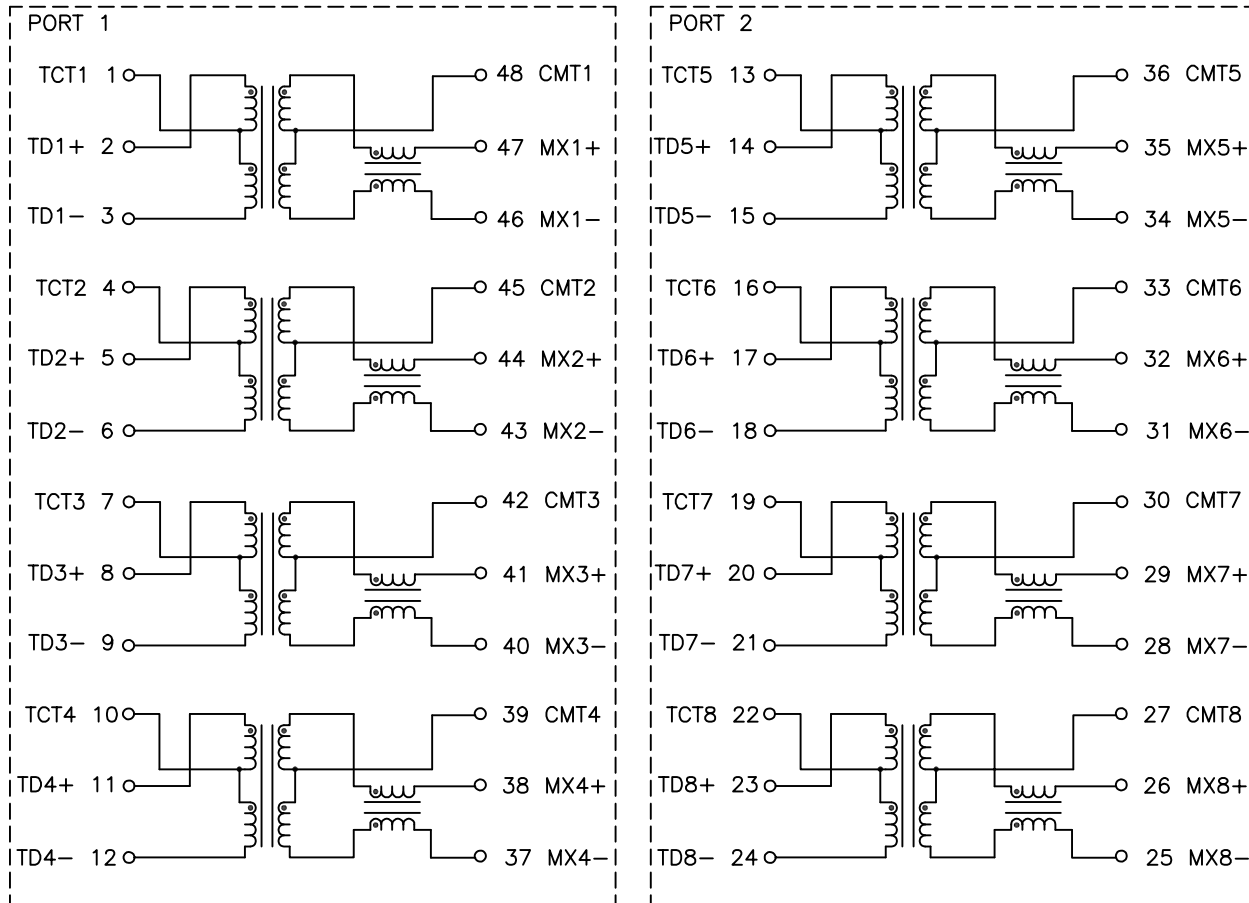 PORT 1
TCT1 1 48 CMT1
TD1+ 2 47 MX1+
TD1- 3 46 MX1-
TCT2 4 45 CMT2
TD2+ 5 44 MX2+
TD2- 6 43 MX2-
TCT3 7 42 CMT3
TD3+ 8 41 MX3+
TD3- 9 40 MX3-
TCT4 10 39 CMT4
TD4+ 11 38 MX4+
TD4- 12 37 MX4-
PORT 2
TCT5 13 36 CMT5
TD5+ 14 35 MX5+
TD5- 15 34 MX5-
TCT6 16 33 CMT6
TD6+ 17 32 MX6+
TD6- 18 31 MX6-
TCT7 19 30 CMT7
TD7+ 20 29 MX7+
TD7- 21 28 MX7-
TCT8 22 27 CMT8
TD8+ 23 26 MX8+
TD8- 24 25 MX8-